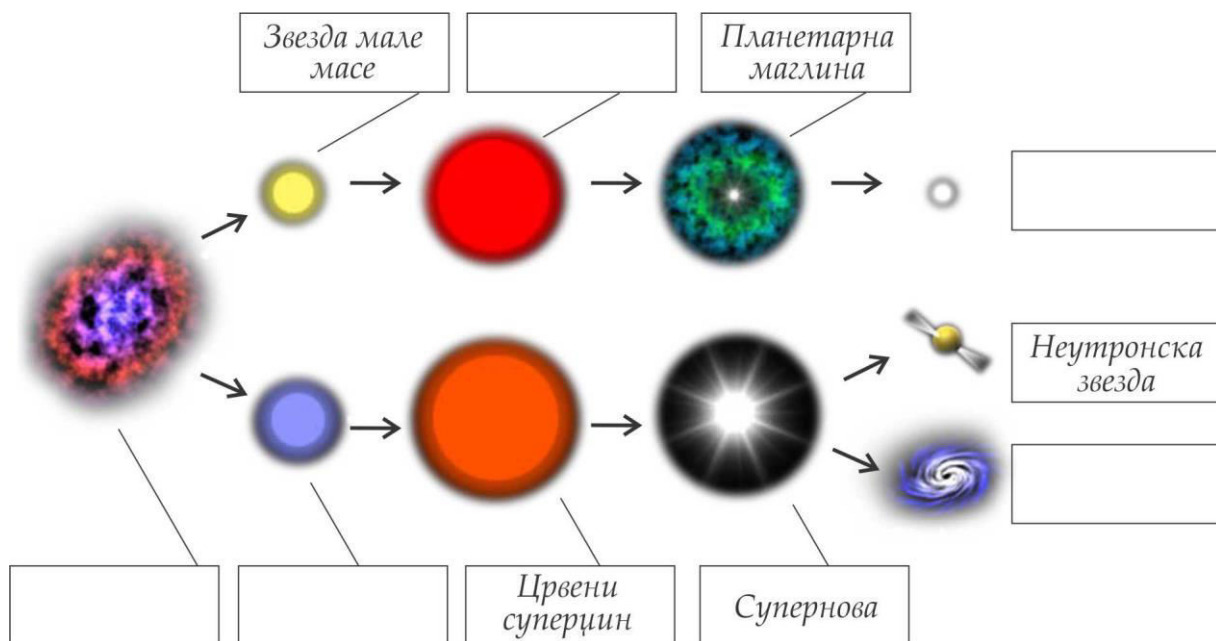 Звезда мале
масе
Планетарна
маглина
Неутронска
звезда
Црвени
суперџин
Супернова